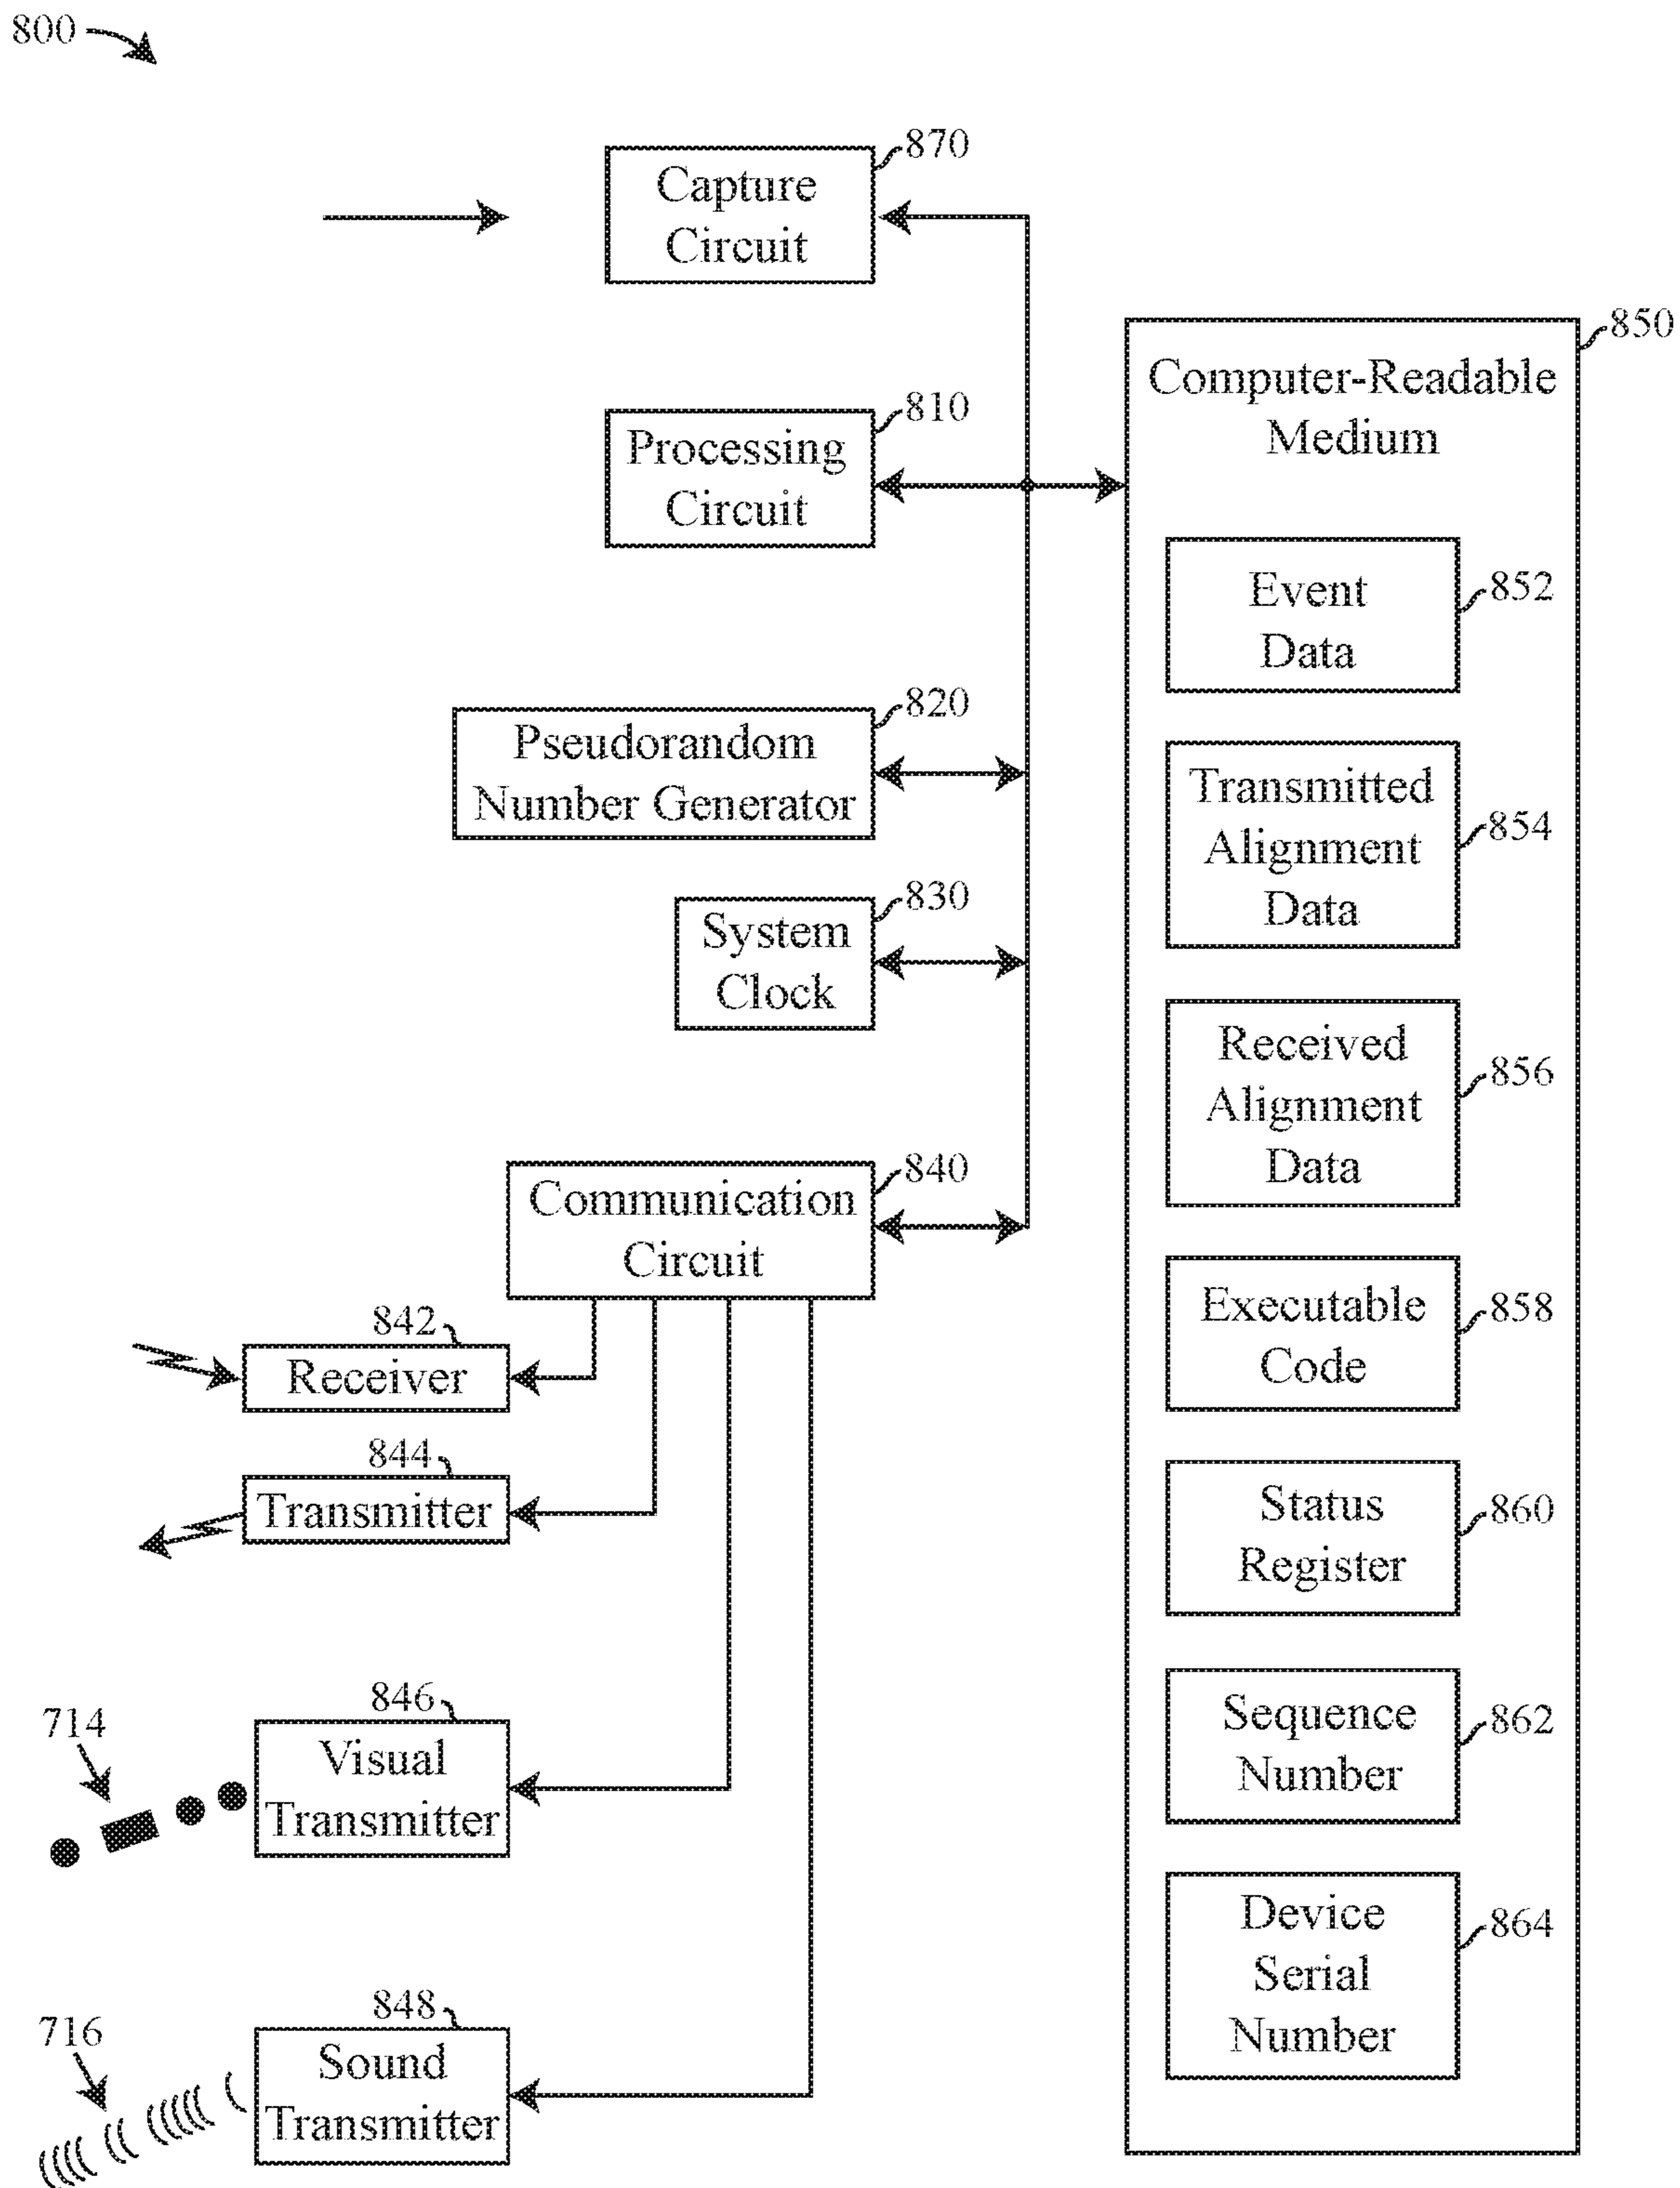 800
870
Capture
Circuit
850
Computer-Readable
Medium
810
Processing
Circuit
852
Event
Data
820
Pseudorandom
Number Generator
854
Transmitted
Alignment
Data
830
System
Clock
856
Received
Alignment
Data
840
Communication
Circuit
858
Executable
Code
842
Receiver
844
Transmitter
860
Status
Register
846
714
Visual
Transmitter
862
Sequence
Number
864
Device
Serial
Number
848
716
Sound
Transmitter